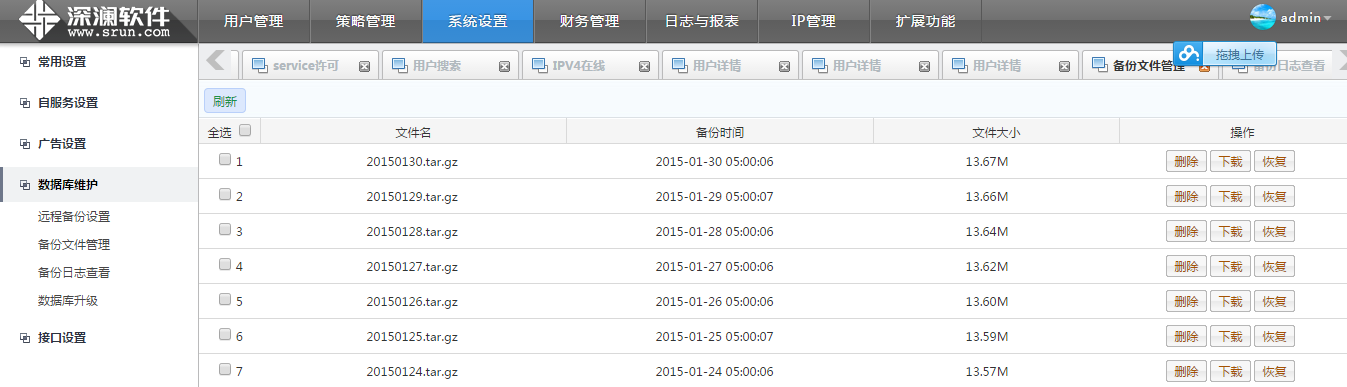 深澜软件
www.srun.com
用户管理 策略管理 系统设置 财务管理 日志与报表 IP管理 扩展功能 admin
service许可 用户搜索 IPV4在线 用户详情 用户详情 用户详情 备份文件管理 备份日志查看
拖拽上传
常用设置
自服务设置
广告设置
数据库维护
远程备份设置
备份文件管理
备份日志查看
数据库升级
接口设置
刷新
全选 文件名 备份时间 文件大小 操作
1 20150130.tar.gz 2015-01-30 05:00:06 13.67M 删除 下载 恢复
2 20150129.tar.gz 2015-01-29 05:00:07 13.66M 删除 下载 恢复
3 20150128.tar.gz 2015-01-28 05:00:06 13.64M 删除 下载 恢复
4 20150127.tar.gz 2015-01-27 05:00:06 13.62M 删除 下载 恢复
5 20150126.tar.gz 2015-01-26 05:00:06 13.60M 删除 下载 恢复
6 20150125.tar.gz 2015-01-25 05:00:07 13.59M 删除 下载 恢复
7 20150124.tar.gz 2015-01-24 05:00:06 13.57M 删除 下载 恢复